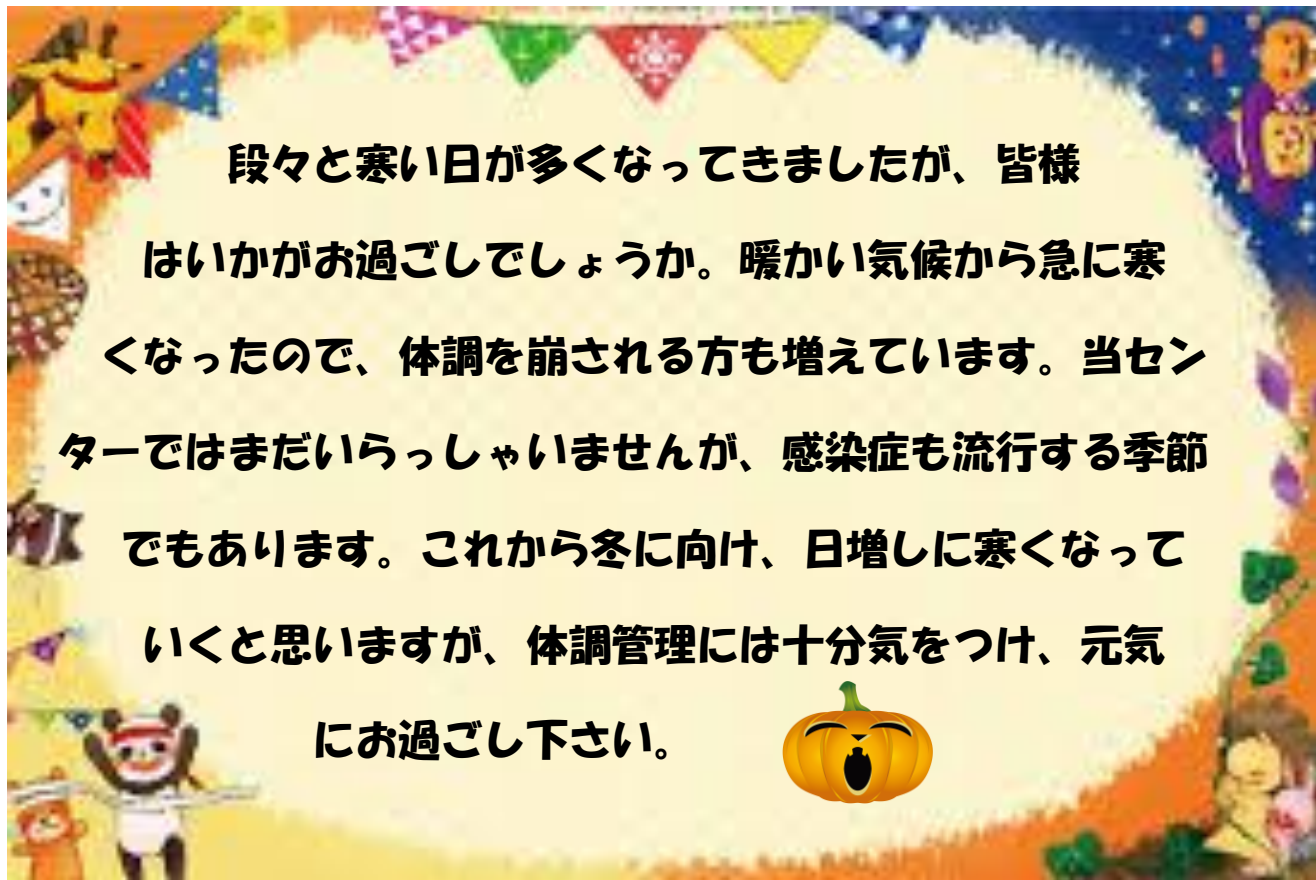 段々と寒い日が多くなってきましたが、皆様
はいかがお過ごしでしょうか。暖かい気候から急に寒
くなったので、体調を崩される方も増えています。当セン
ターではまだいらっしゃいませんが、感染症も流行する季節
でもあります。これから冬に向け、日増しに寒くなって
いくと思いますが、体調管理には十分気をつけ、元気
にお過ごし下さい。